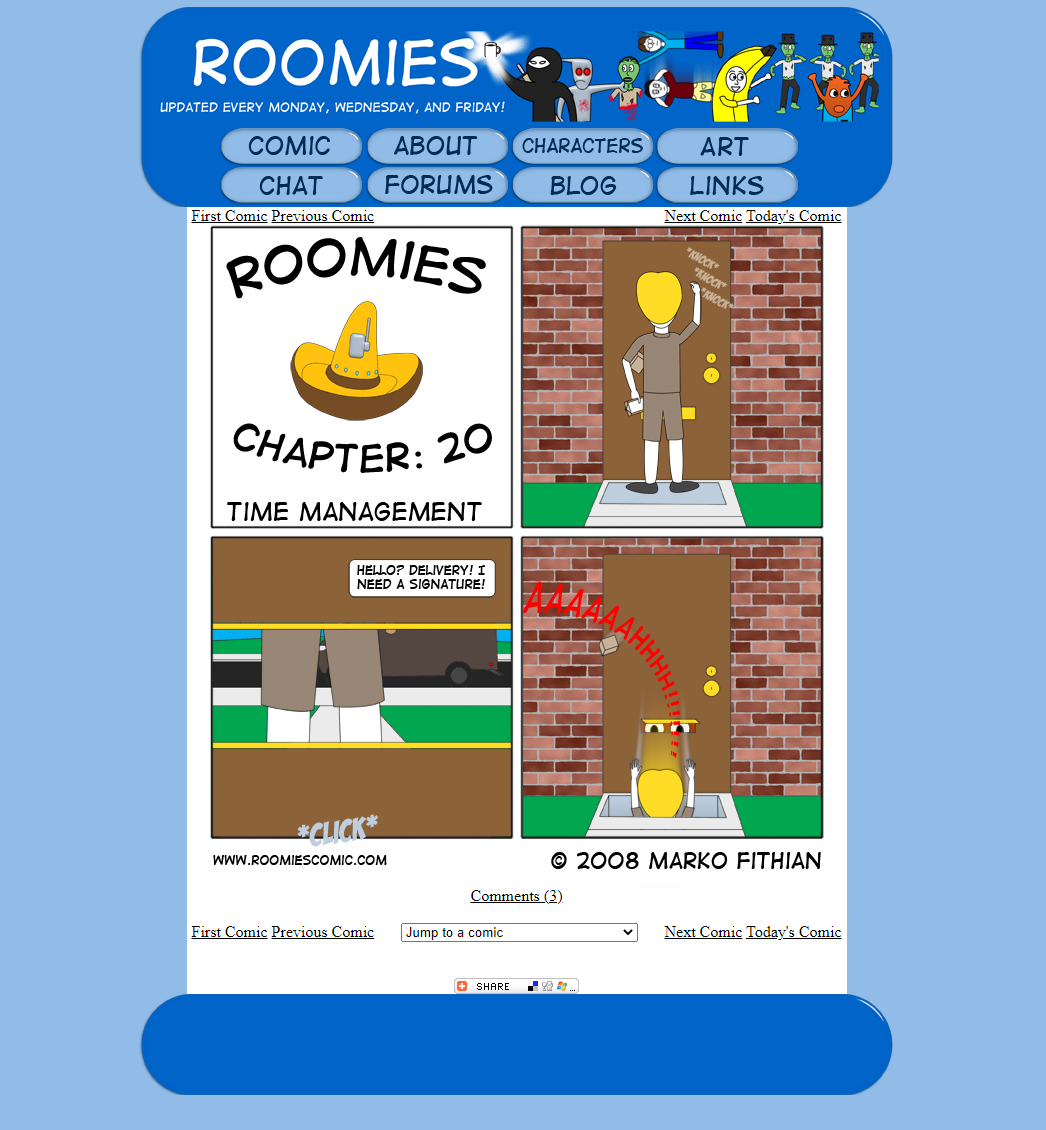 ROOMIES
UPDATED EVERY MONDAY, WEDNESDAY, AND FRIDAY!
COMIC ABOUT CHARACTERS ART
CHAT FORUMS BLOG LINKS
First Comic Previous Comic Next Comic Today's Comic
ROOMIES
CHAPTER: 20
TIME MANAGEMENT
*KNOCK*
*KNOCK*
*KNOCK*
HELLO? DELIVERY! I
NEED A SIGNATURE!
*CLICK*
AAAAAAHHHHH!!!!!!!
WWW.ROOMIESCOMIC.COM
© 2008 MARKO FITHIAN
Comments (3)
First Comic Previous Comic Jump to a comic Next Comic Today's Comic
SHARE ...